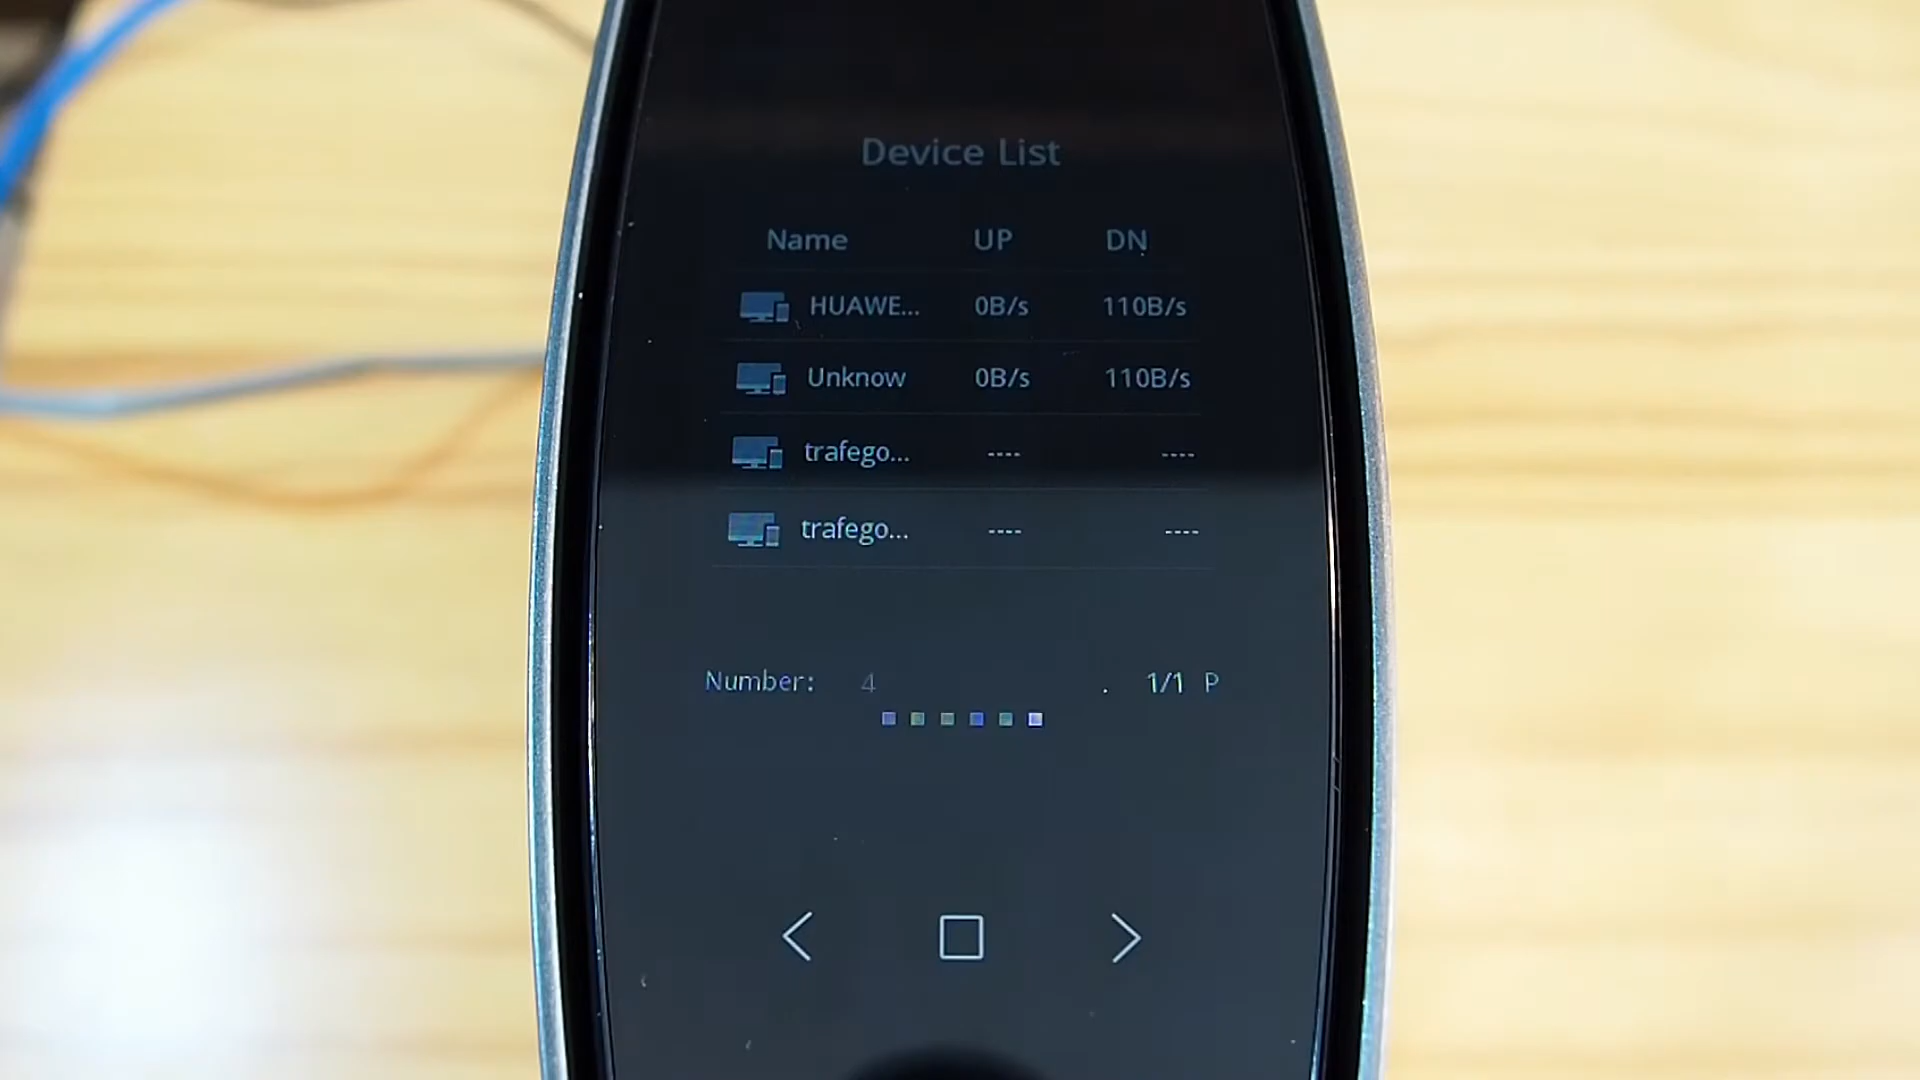 Device List
Name UP DN
HUAWE... 0B/s 110B/s
Unknow 0B/s 110B/s
trafego... ---- ----
trafego... ---- ----
Number: 4 . 1/1 P